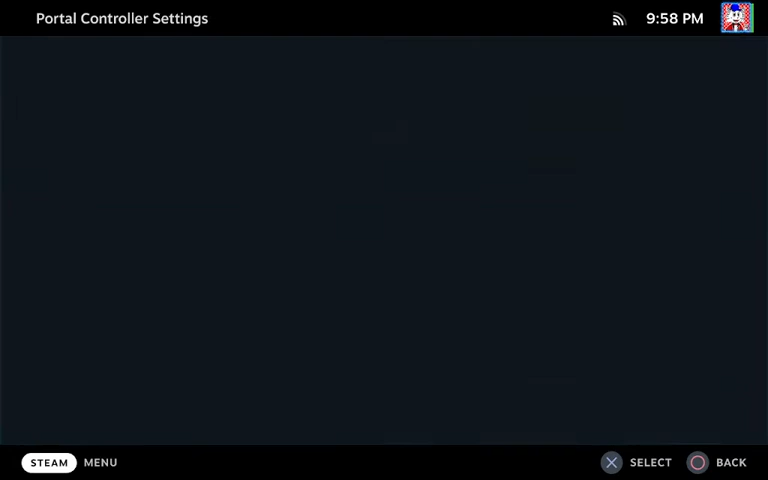 Portal Controller Settings
9:58 PM
STEAM MENU
SELECT
BACK